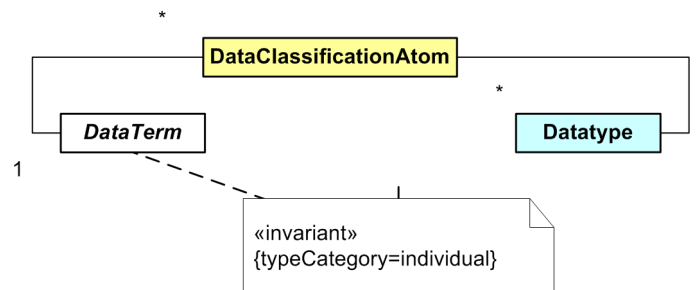 *
DataClassificationAtom
*
DataTerm
Datatype
1
«invariant»
{typeCategory=individual}